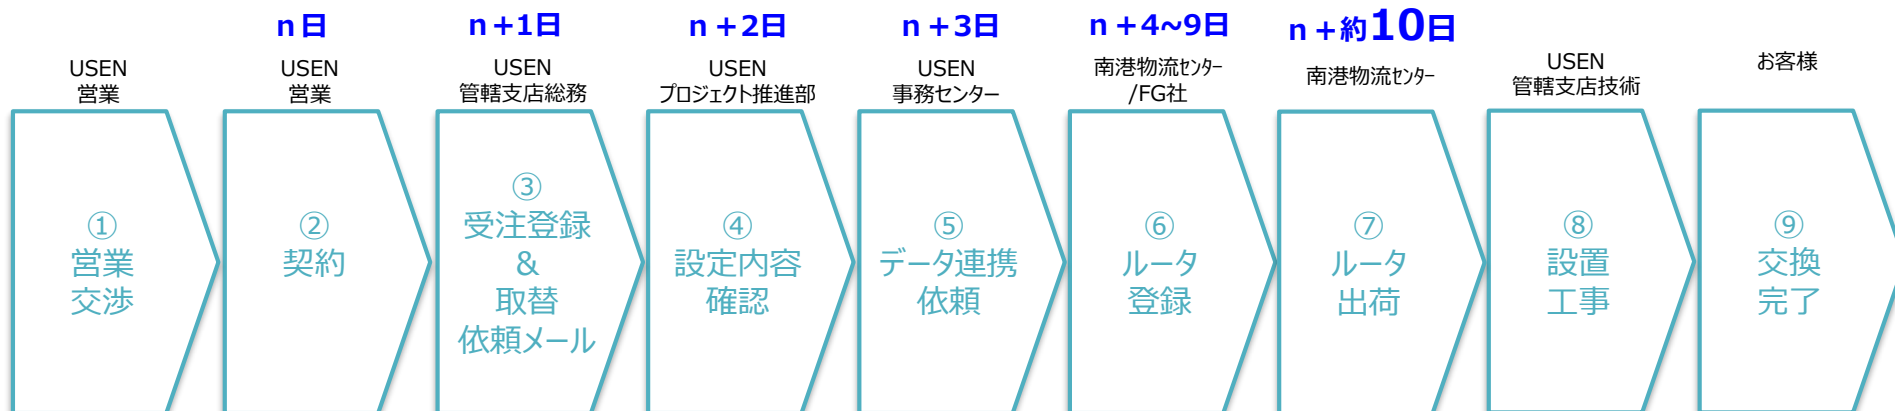 n日
n+1日
n+2日
n+3日
n+4~9日
n+約10日
USEN
営業
USEN
営業
USEN
管轄支店総務
USEN
プロジェクト推進部
USEN
事務センター
南港物流ｾﾝﾀｰ
/FG社
南港物流ｾﾝﾀｰ
USEN
管轄支店技術
お客様
①
営業
交渉
②
契約
③
受注登録
&
取替
依頼メール
④
設定内容
確認
⑤
データ連携
依頼
⑥
ルータ
登録
⑦
ルータ
出荷
⑧
設置
工事
⑨
交換
完了